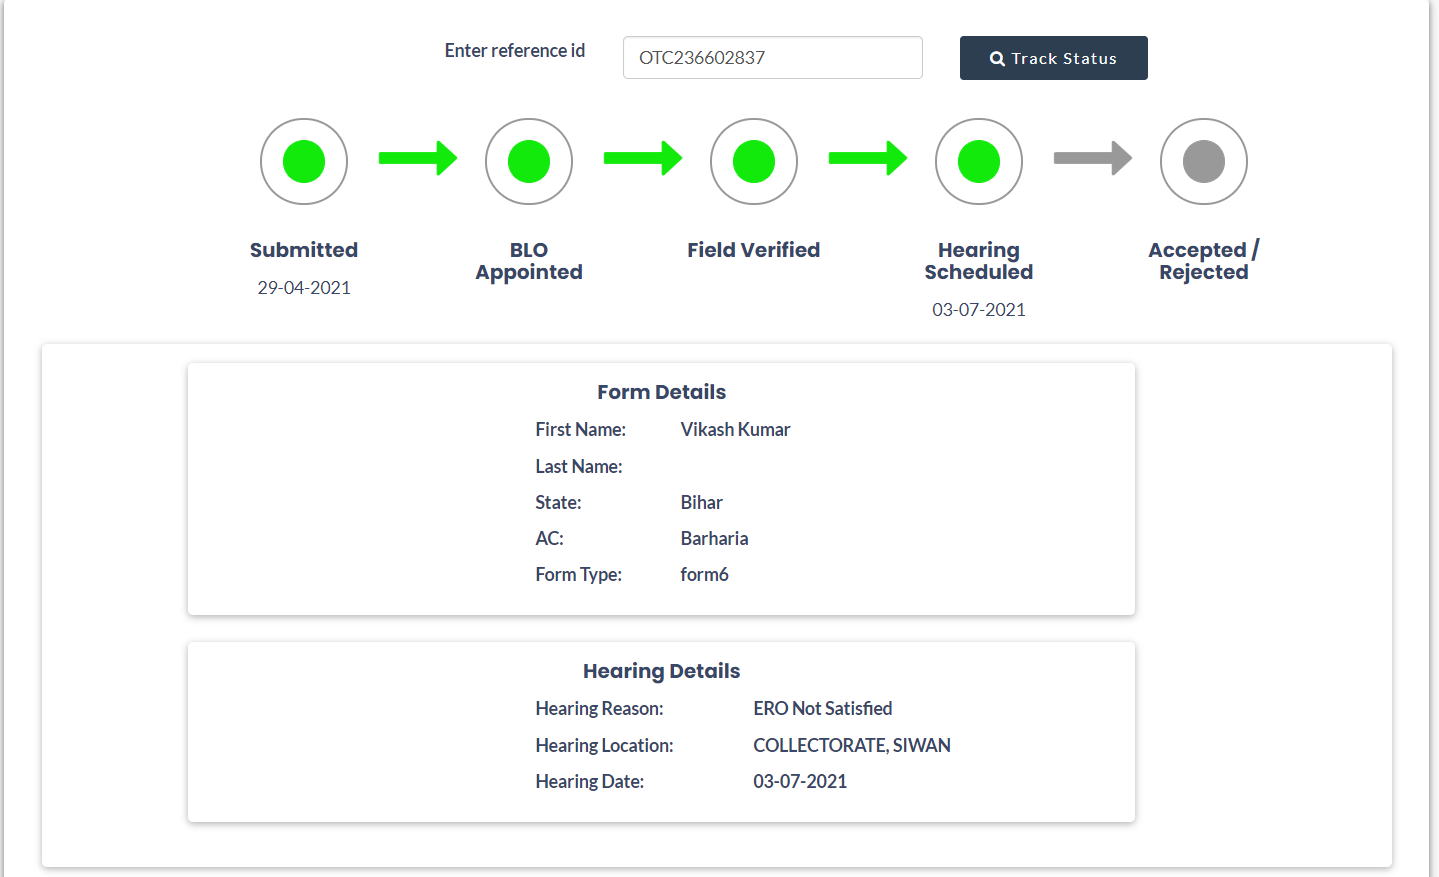 Enter reference id
OTC236602837
Track Status
Submitted
29-04-2021
BLO
Appointed
Field Verified
Hearing
Scheduled
03-07-2021
Accepted /
Rejected
Form Details
First Name: Vikash Kumar
Last Name:
State: Bihar
AC: Barharia
Form Type: form6
Hearing Details
Hearing Reason: ERO Not Satisfied
Hearing Location: COLLECTORATE, SIWAN
Hearing Date: 03-07-2021